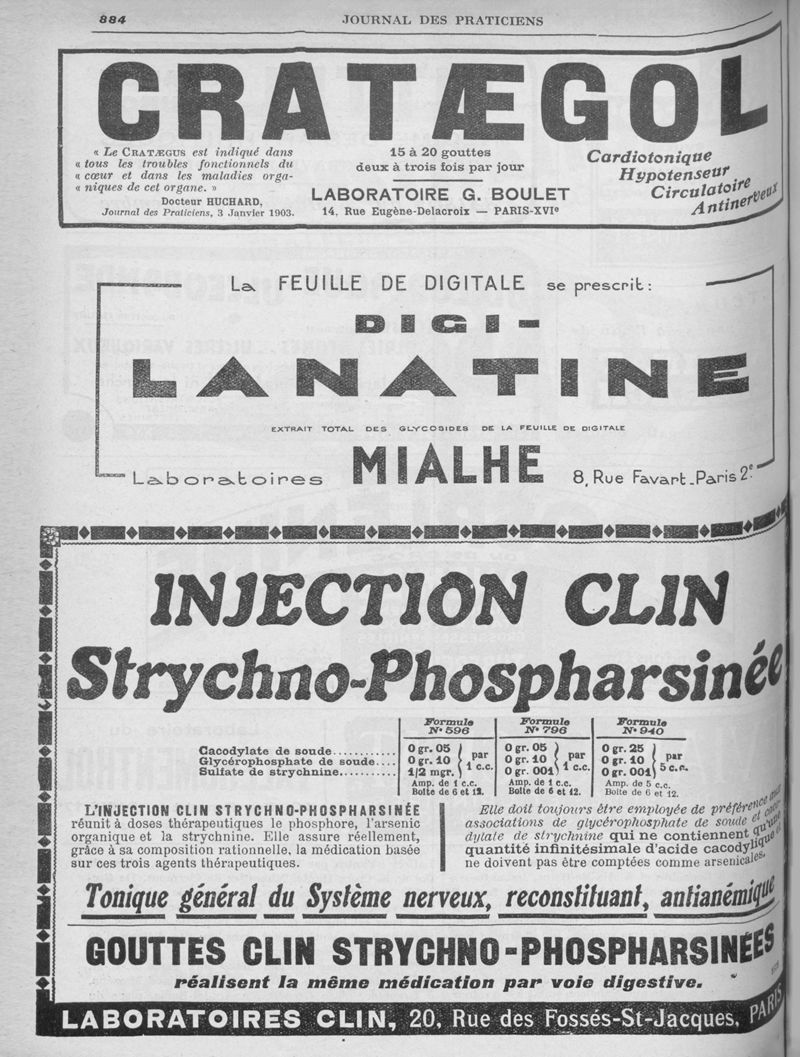 884
JOURNAL DES PRATICIENS
CRATÆGOL
« Le CRATÆGUS est indiqué dans
« tous les troubles fonctionnels du
« cœur et dans les maladies orga-
« niques de cet organe. »
Docteur HUCHARD,
Journal des Praticiens, 3 Janvier 1903.
15 à 20 gouttes
deux à trois fois par jour
LABORATOIRE G. BOULET
14, Rue Eugène-Delacroix — PARIS-XVIe
Cardiotonique
Hypotenseur
Circulatoire
Antinerveux
La FEUILLE DE DIGITALE se prescrit :
DIGI-
LANATINE
EXTRAIT TOTAL DES GLYCOSIDES DE LA FEUILLE DE DIGITALE
Laboratoires MIALHE 8, Rue Favart_Paris 2e
INJECTION CLIN
Strychno-Phospharsinée
Formule N° 596 Formule N° 796 Formule N° 940
Cacodylate de soude............ 0 gr. 05 0 gr. 05 0 gr. 25
Glycérophosphate de soude.... 0 gr. 10 par 1 c.c. 0 gr. 10 par 1 c.c. 0 gr. 10 par 5 c.c.
Sulfate de strychnine........... 1/2 mgr. 0 gr. 001 0 gr. 001
Amp. de 1 c.c. Amp. de 1 c.c. Amp. de 5 c.c.
Boîte de 6 et 12. Boîte de 6 et 12. Boîte de 6 et 12.
L'INJECTION CLIN STRYCHNO-PHOSPHARSINÉE
réunit à doses thérapeutiques le phosphore, l'arsenic
organique et la strychnine. Elle assure réellement,
grâce à sa composition rationnelle, la médication basée
sur ces trois agents thérapeutiques.
Elle doit toujours être employée de préférence aux
associations de glycérophosphate de soude et caco-
dylate de strychnine qui ne contiennent qu'une
quantité infinitésimale d'acide cacodylique et
ne doivent pas être comptées comme arsenicales.
Tonique général du Système nerveux, reconstituant, antianémique
GOUTTES CLIN STRYCHNO-PHOSPHARSINÉES
réalisent la même médication par voie digestive.
LABORATOIRES CLIN, 20, Rue des Fossés-St-Jacques, PARIS